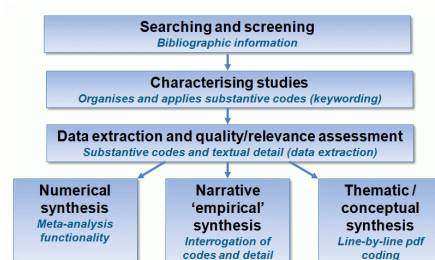 Searching and screening
Bibliographic information
Characterising studies
Organises and applies substantive codes (keywording)
Data extraction and quality/relevance assessment
Substantive codes and textual detail (data extraction)
Numerical
synthesis
Meta-analysis
functionality
Narrative
‘empirical’
synthesis
Interrogation of
codes and detail
Thematic /
conceptual
synthesis
Line-by-line pdf
coding